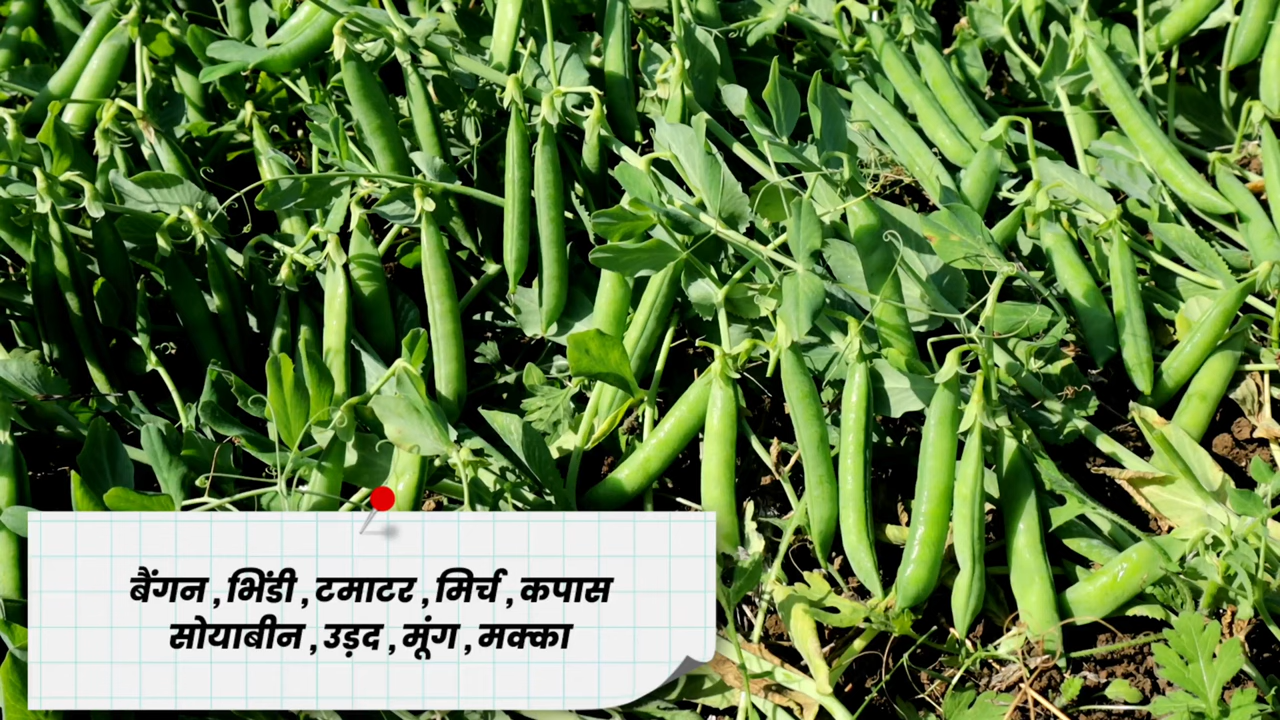 बैंगन , भिंडी , टमाटर , मिर्च , कपास
सोयाबीन , उड़द , मूंग , मक्का